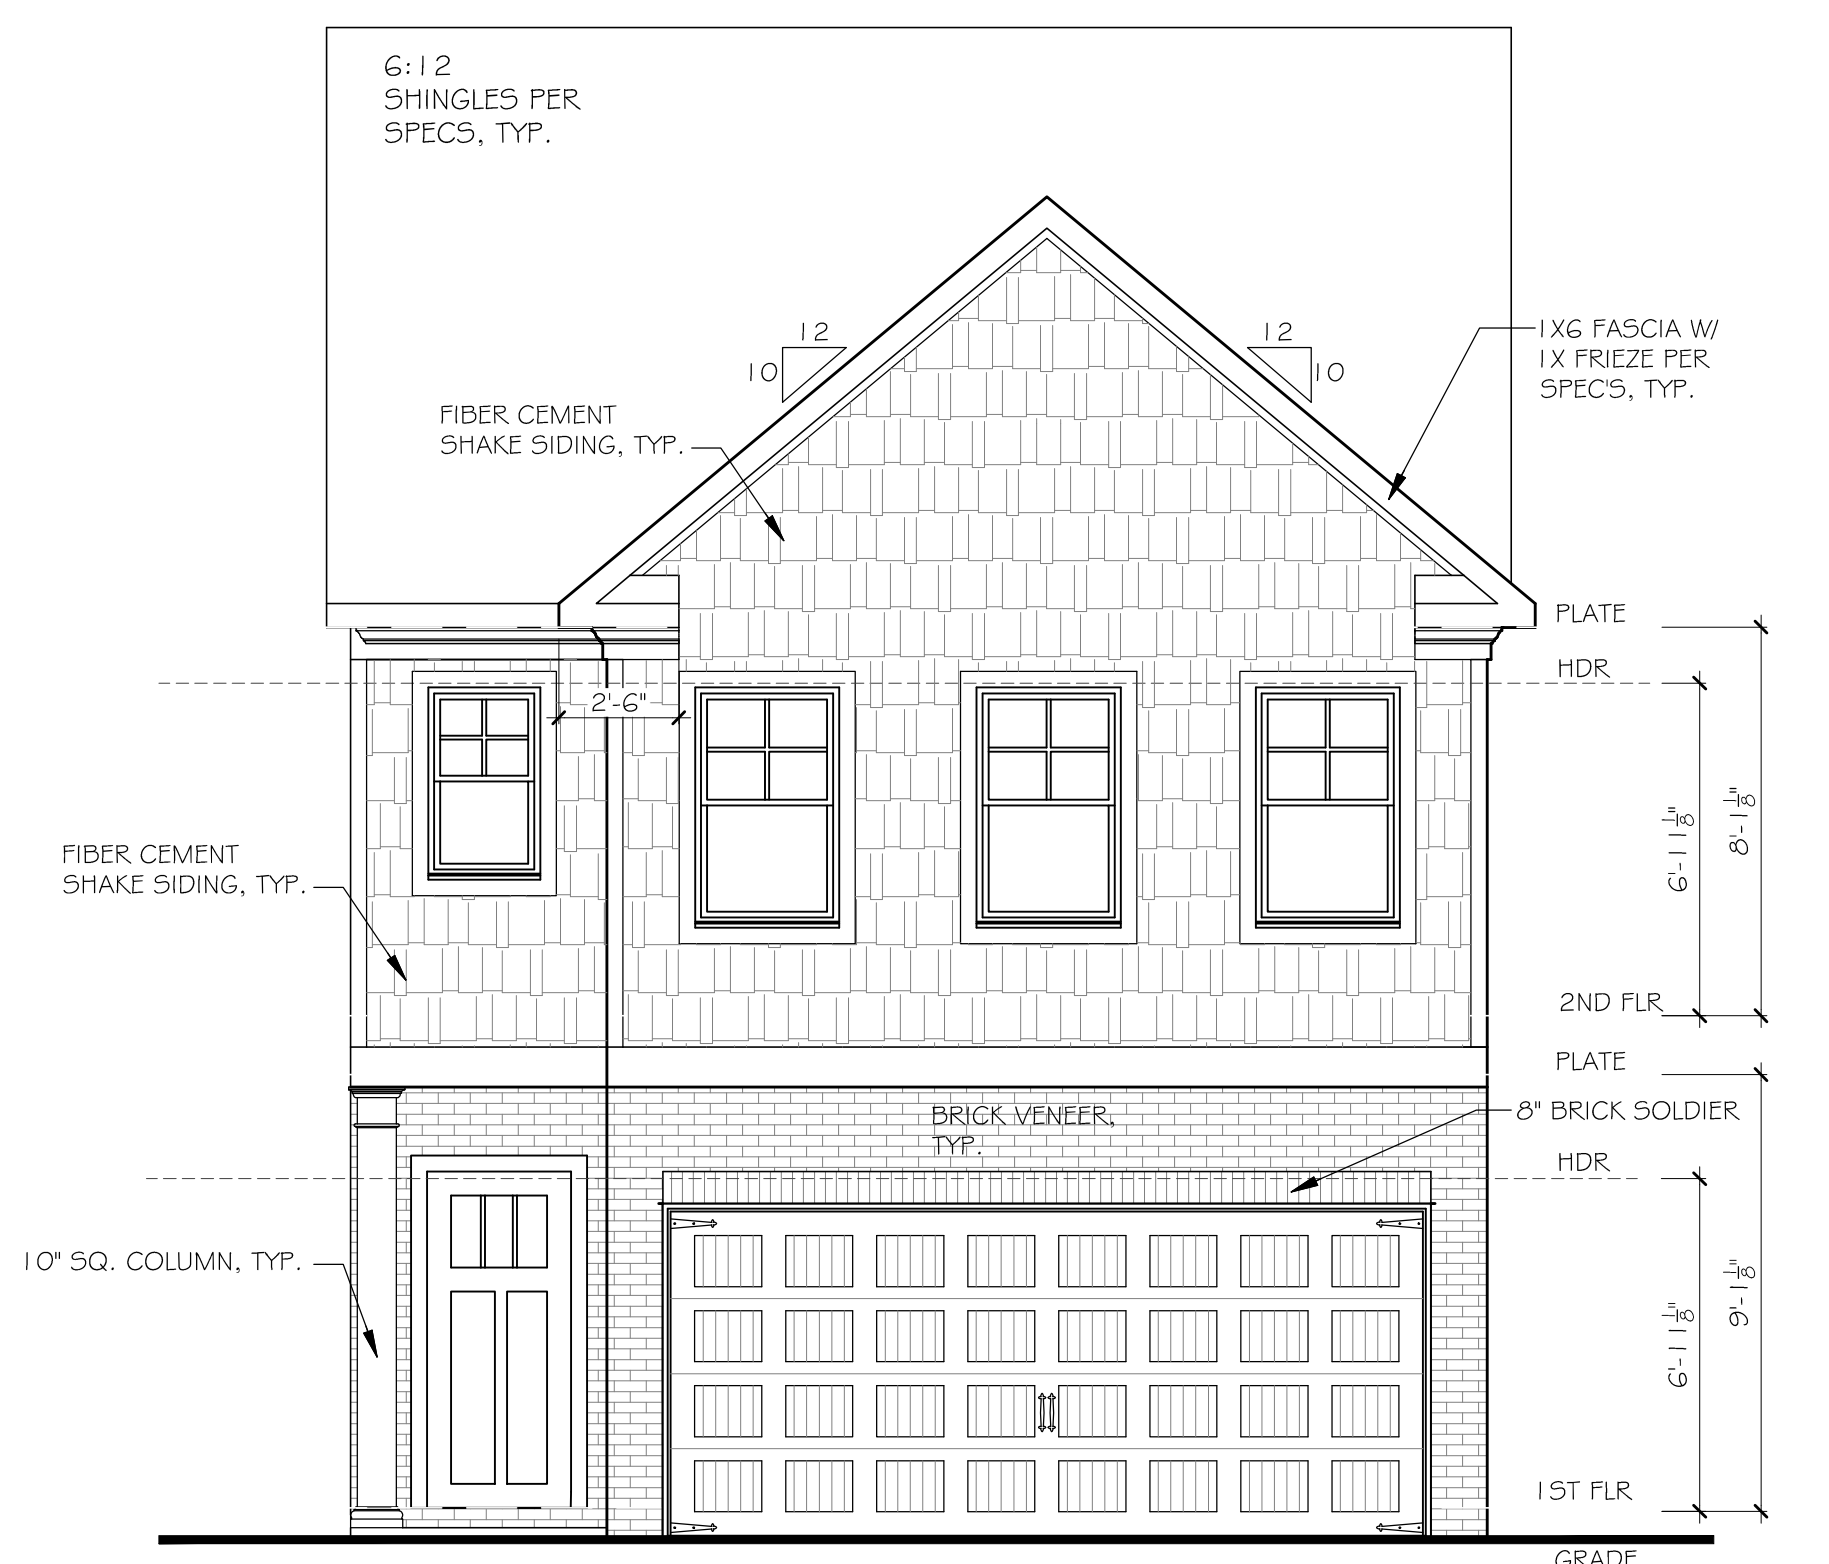 6:12
SHINGLES PER
SPECS, TYP.
12
10
12
10
1X6 FASCIA W/
1X FRIEZE PER
SPEC'S, TYP.
FIBER CEMENT
SHAKE SIDING, TYP.
PLATE
HDR
2'-6"
6'-11 1/8"
8'-1 1/8"
FIBER CEMENT
SHAKE SIDING, TYP.
2ND FLR
PLATE
BRICK VENEER,
TYP.
8" BRICK SOLDIER
HDR
10" SQ. COLUMN, TYP.
6'-11 1/8"
9'-1 1/8"
1ST FLR
GRADE